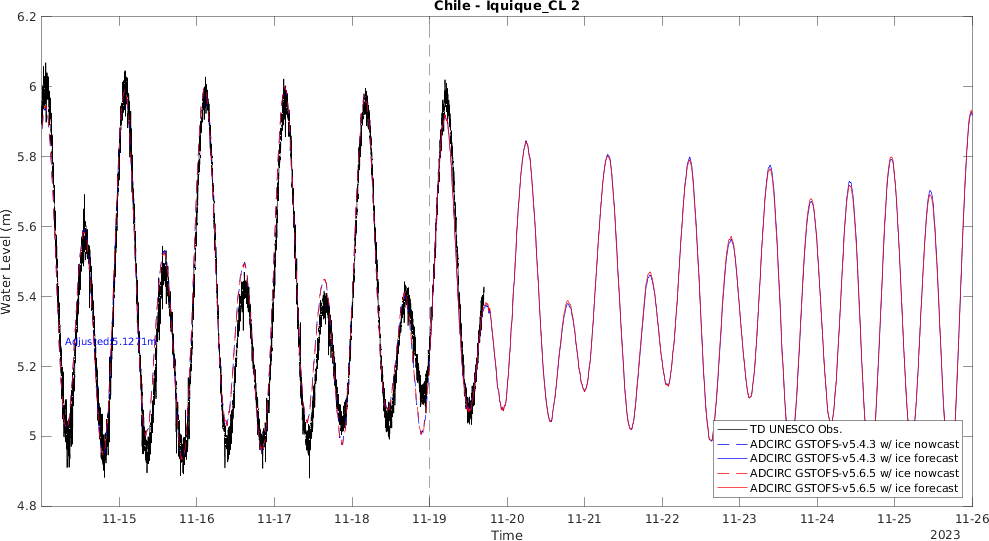 Chile - Iquique_CL 2
Water Level (m)
6.2
6
5.8
5.6
5.4
5.2
5
4.8
Adjusted:5.1271m
TD UNESCO Obs.
ADCIRC GSTOFS-v5.4.3 w/ ice nowcast
ADCIRC GSTOFS-v5.4.3 w/ ice forecast
ADCIRC GSTOFS-v5.6.5 w/ ice nowcast
ADCIRC GSTOFS-v5.6.5 w/ ice forecast
11-15 11-16 11-17 11-18 11-19 11-20 11-21 11-22 11-23 11-24 11-25 11-26
Time
2023